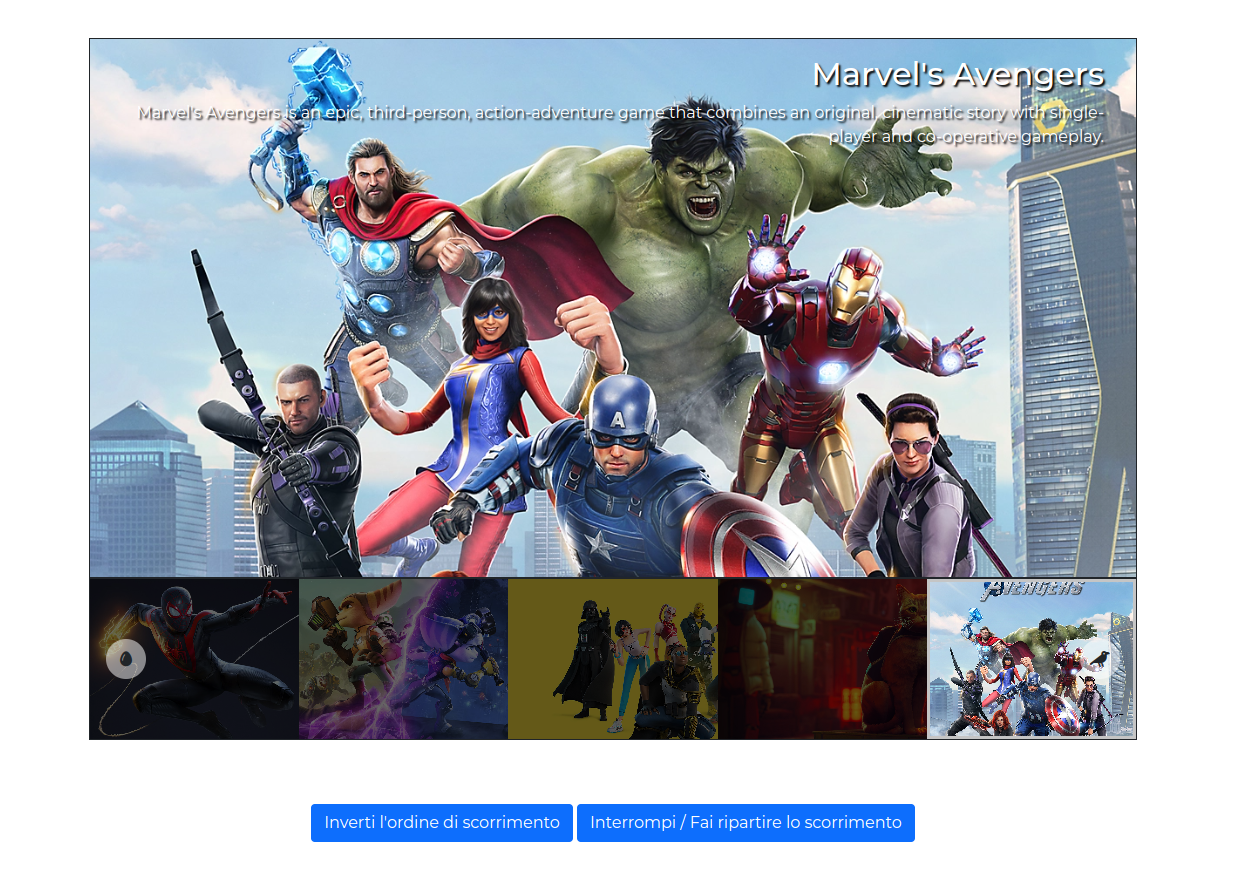 Marvel's Avengers
Marvel's Avengers is an epic, third-person, action-adventure game that combines an original, cinematic story with single-
player and co-operative gameplay.
A
AVENGERS
Inverti l'ordine di scorrimento
Interrompi / Fai ripartire lo scorrimento